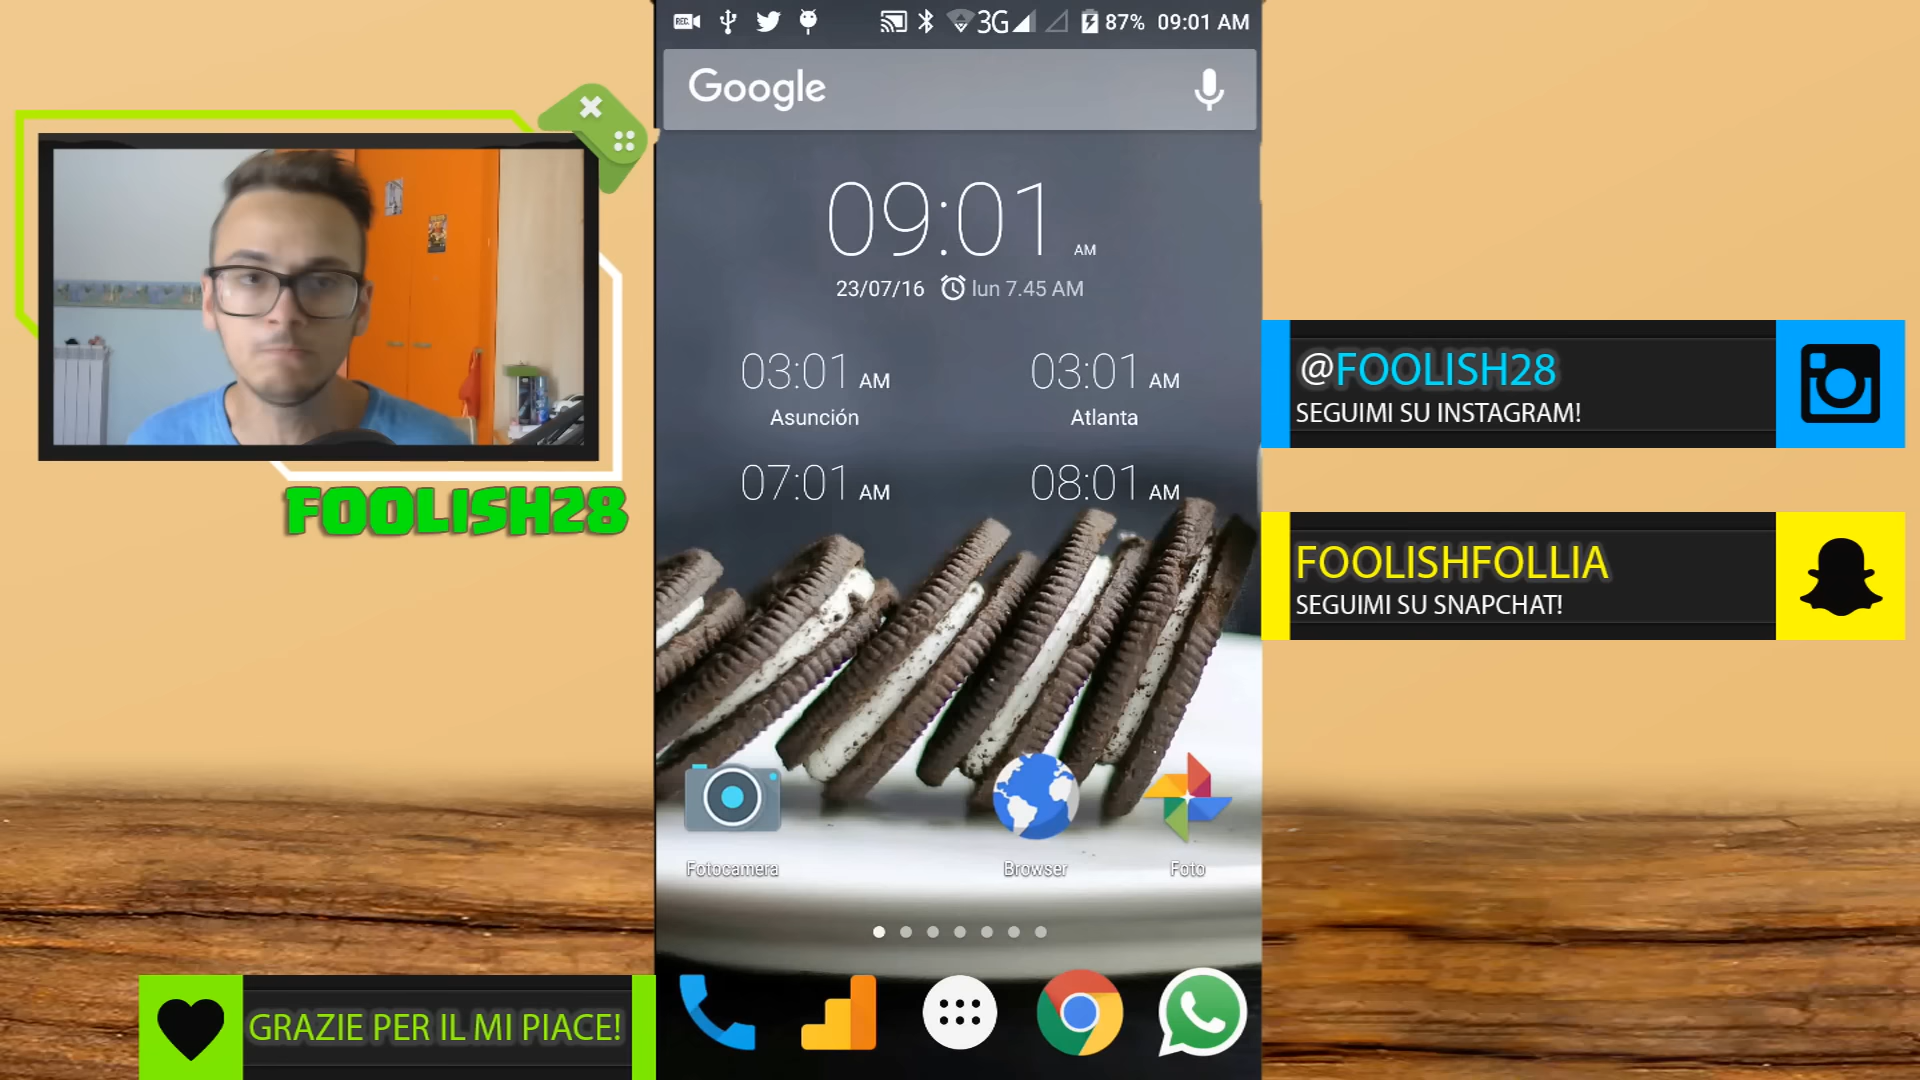 REC
3G
87%
09:01 AM
Google
09:01 AM
23/07/16
lun 7.45 AM
03:01 AM
Asunción
03:01 AM
Atlanta
07:01 AM
08:01 AM
Fotocamera
Browser
Foto
FOOLISH28
@FOOLISH28
SEGUIMI SU INSTAGRAM!
FOOLISHFOLLIA
SEGUIMI SU SNAPCHAT!
GRAZIE PER IL MI PIACE!